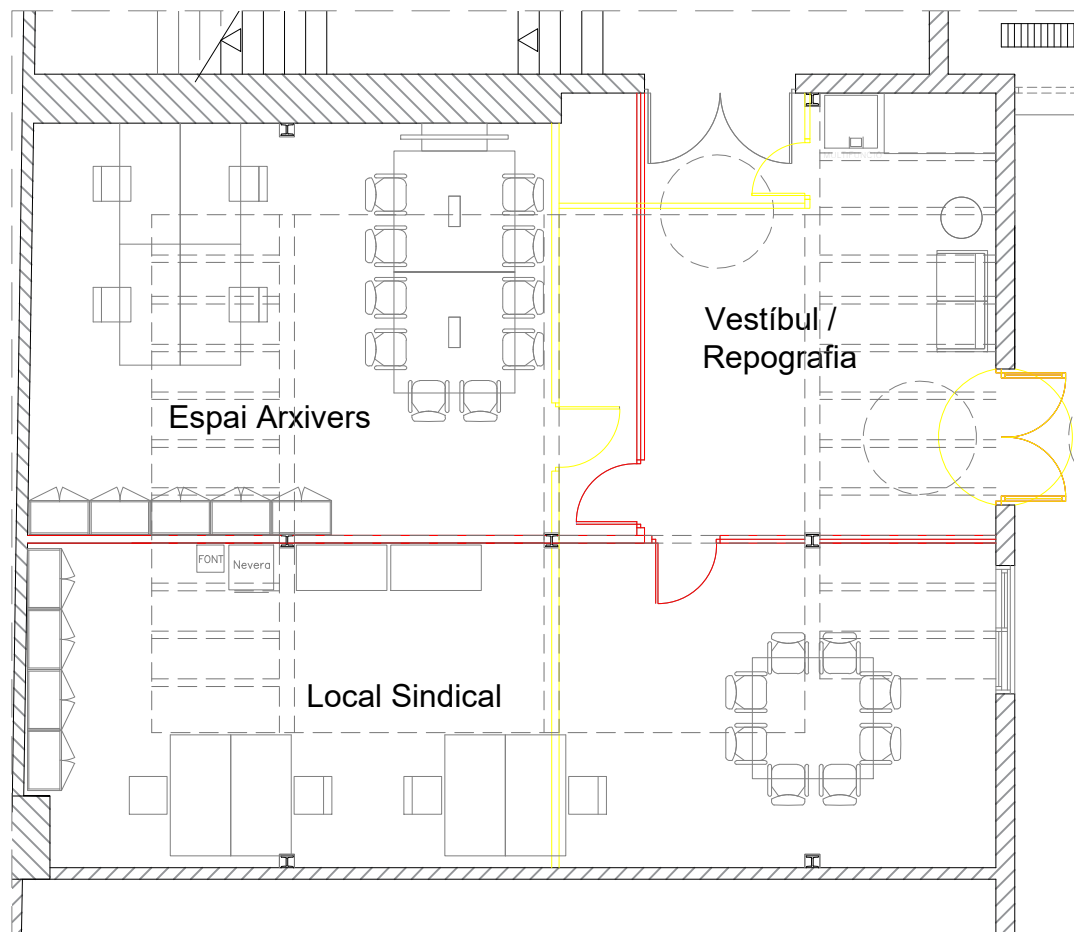 Vestíbul /
Repografia
Espai Arxivers
FONT
Nevera
Local Sindical